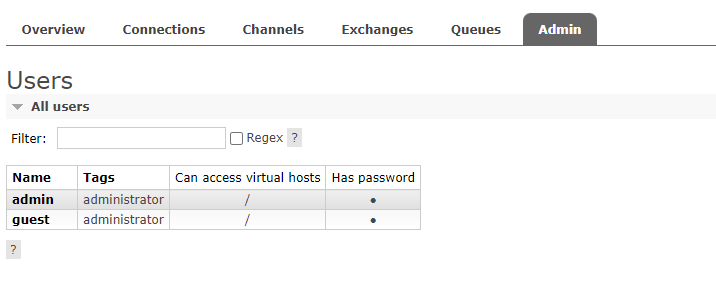 Overview Connections Channels Exchanges Queues Admin
Users
All users
Filter: Regex ?
Name Tags Can access virtual hosts Has password
admin administrator / •
guest administrator / •
?